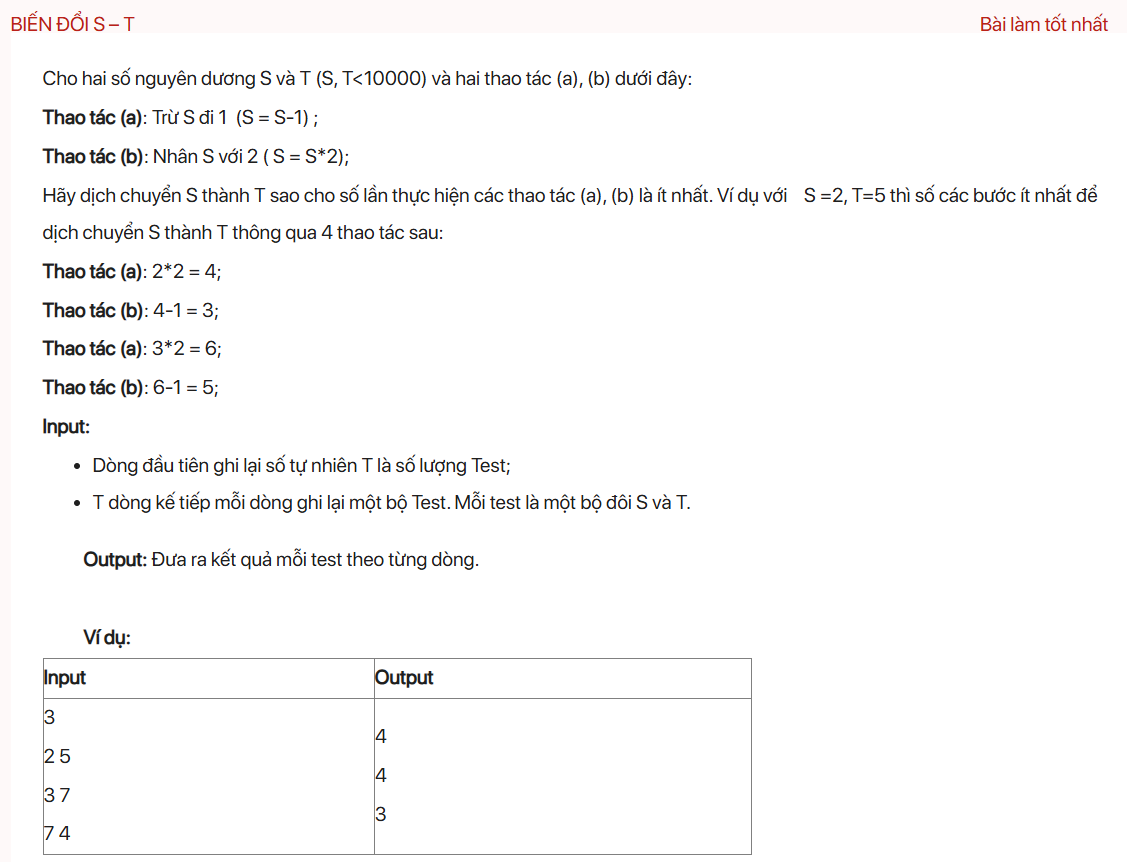 BIẾN ĐỔI S – T
Bài làm tốt nhất
Cho hai số nguyên dương S và T (S, T<10000) và hai thao tác (a), (b) dưới đây:
Thao tác (a): Trừ S đi 1 (S = S-1) ;
Thao tác (b): Nhân S với 2 ( S = S*2);
Hãy dịch chuyển S thành T sao cho số lần thực hiện các thao tác (a), (b) là ít nhất. Ví dụ với S =2, T=5 thì số các bước ít nhất để
dịch chuyển S thành T thông qua 4 thao tác sau:
Thao tác (a): 2*2 = 4;
Thao tác (b): 4-1 = 3;
Thao tác (a): 3*2 = 6;
Thao tác (b): 6-1 = 5;
Input:
• Dòng đầu tiên ghi lại số tự nhiên T là số lượng Test;
• T dòng kế tiếp mỗi dòng ghi lại một bộ Test. Mỗi test là một bộ đôi S và T.
Output: Đưa ra kết quả mỗi test theo từng dòng.
Ví dụ:
Input Output
3
2 5
3 7
7 4
4
4
3